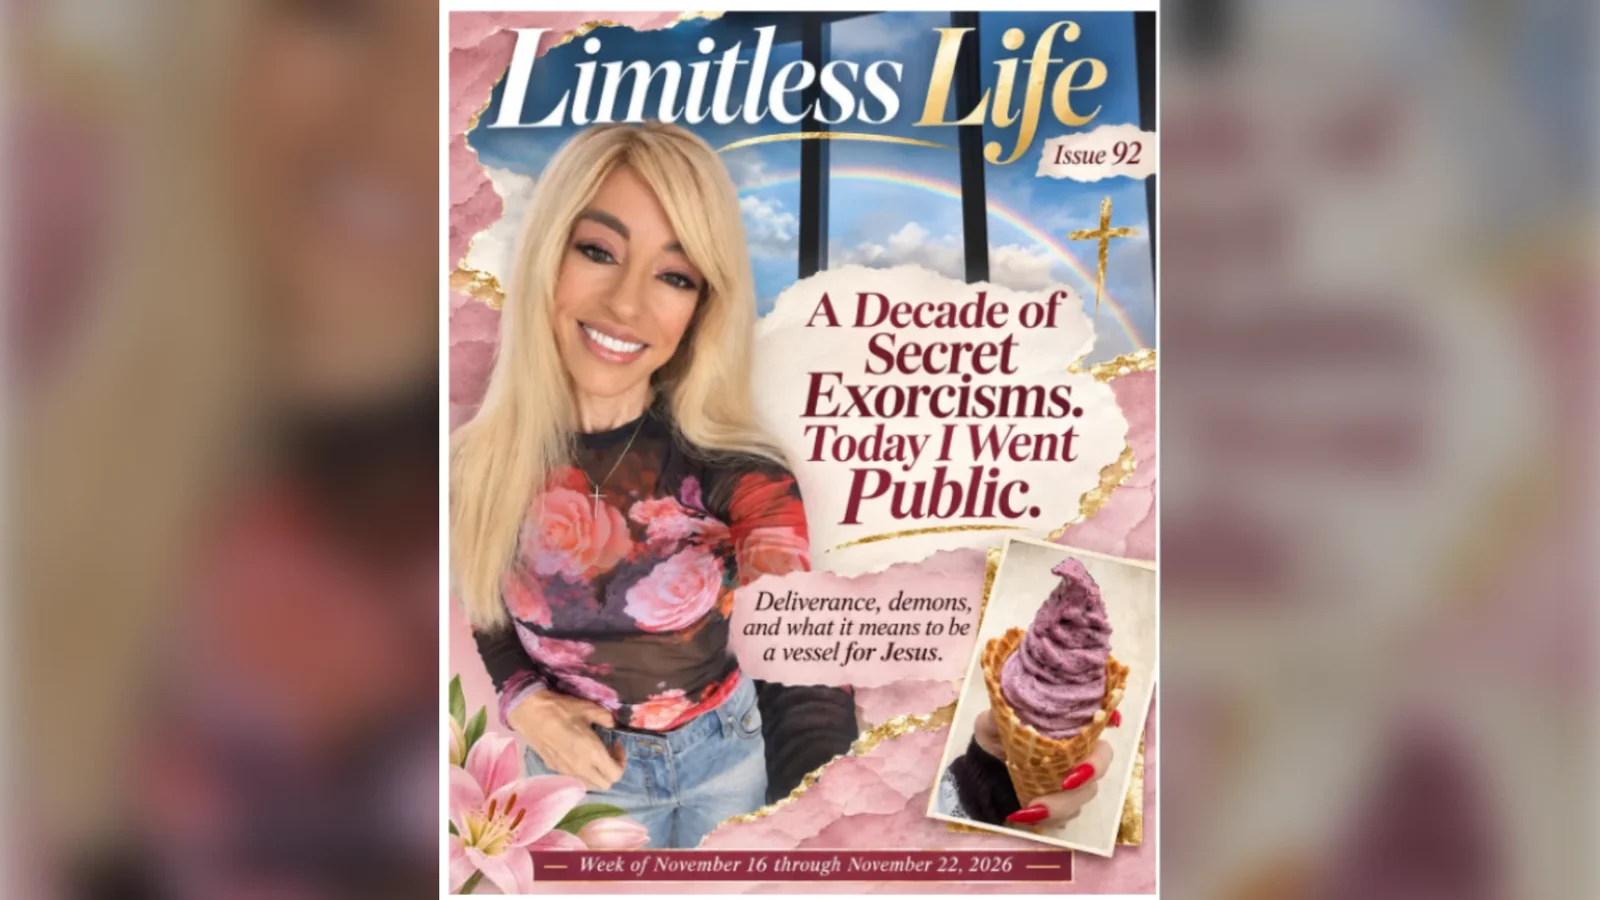 Limitless Life
Issue 92
A Decade of
Secret
Exorcisms.
Today I Went
Public.
Deliverance, demons,
and what it means to be
a vessel for Jesus.
Week of November 16 through November 22, 2026